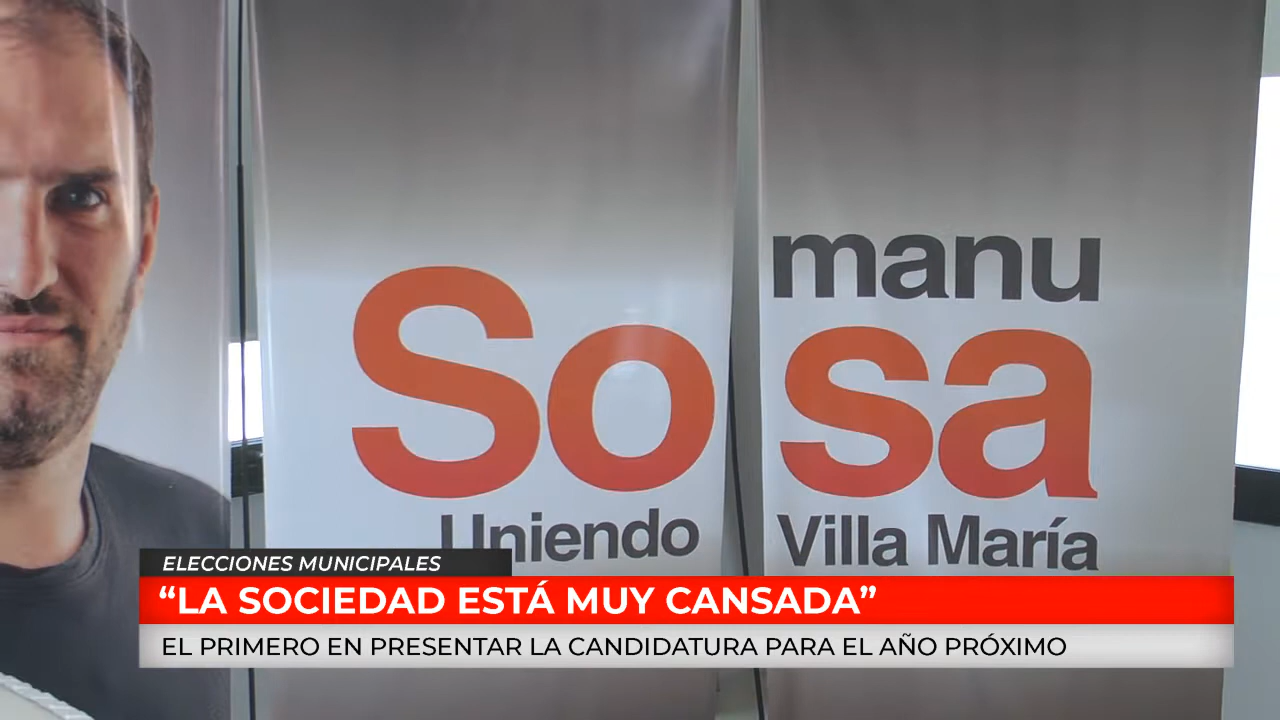 manu
Sosa
Uniendo Villa María
ELECCIONES MUNICIPALES
“LA SOCIEDAD ESTÁ MUY CANSADA”
EL PRIMERO EN PRESENTAR LA CANDIDATURA PARA EL AÑO PRÓXIMO